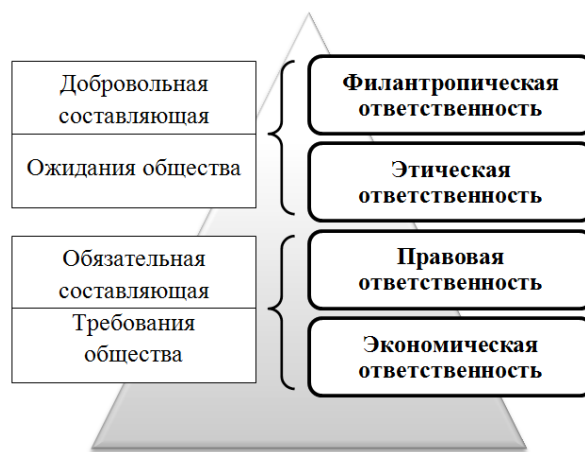 Добровольная
составляющая
Ожидания общества
Филантропическая
ответственность
Этическая
ответственность
Обязательная
составляющая
Требования
общества
Правовая
ответственность
Экономическая
ответственность